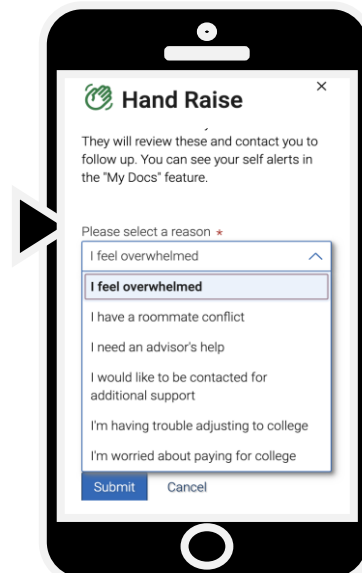 Hand Raise
They will review these and contact you to
follow up. You can see your self alerts in
the "My Docs" feature.
Please select a reason *
I feel overwhelmed
I feel overwhelmed
I have a roommate conflict
I need an advisor's help
I would like to be contacted for
additional support
I'm having trouble adjusting to college
I'm worried about paying for college
Submit Cancel